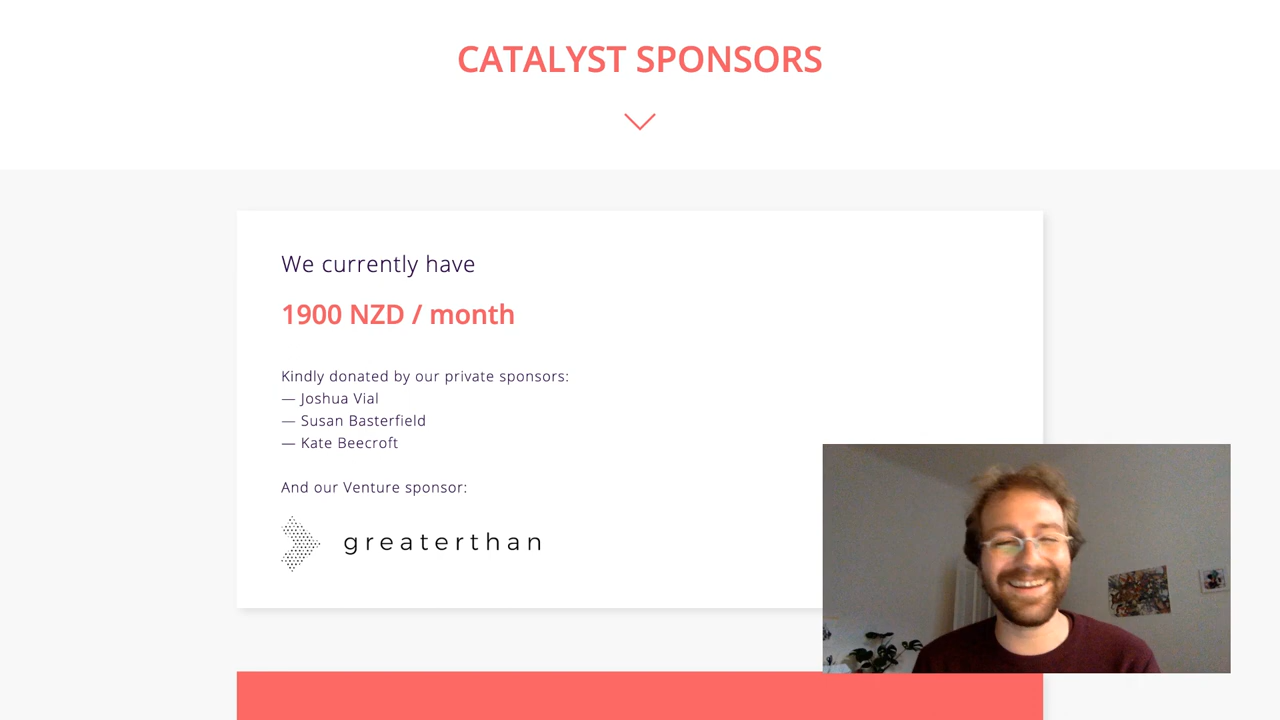 CATALYST SPONSORS
We currently have
1900 NZD / month
Kindly donated by our private sponsors:
— Joshua Vial
— Susan Basterfield
— Kate Beecroft
And our Venture sponsor:
greaterthan